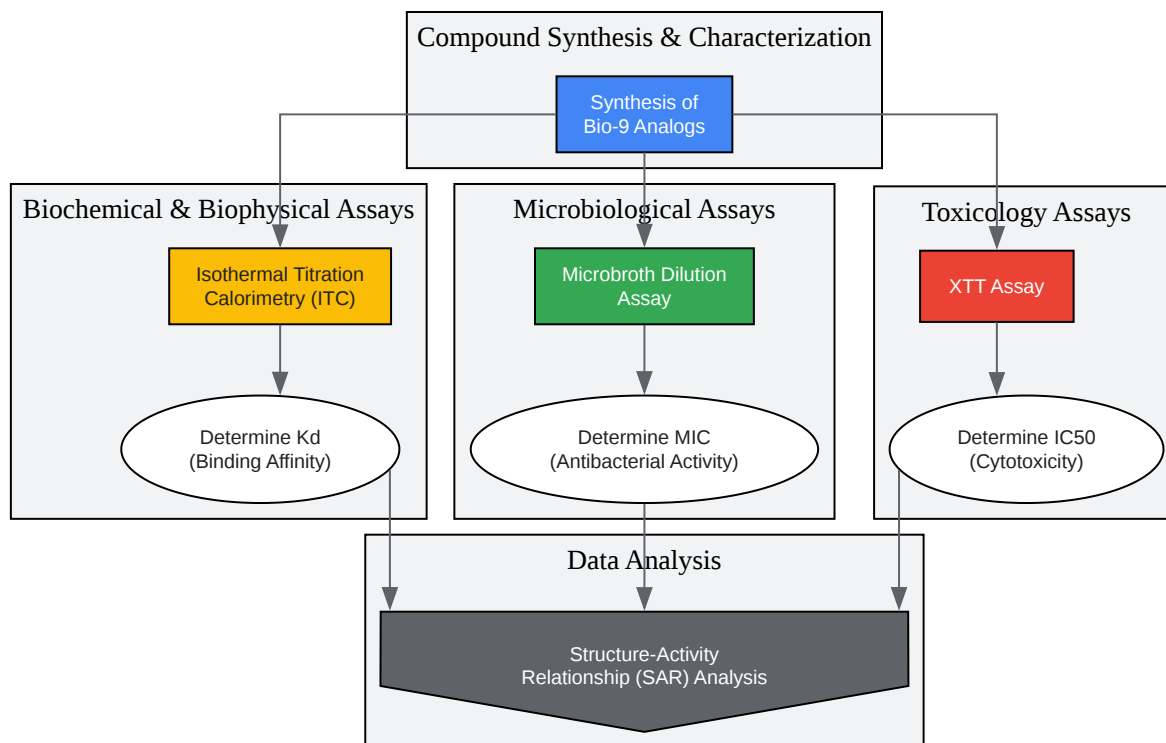 Compound Synthesis & Characterization
Synthesis of
Bio-9 Analogs
Biochemical & Biophysical Assays
Microbiological Assays
Toxicology Assays
Isothermal Titration
Calorimetry (ITC)
Microbroth Dilution
Assay
XTT Assay
Determine Kd
(Binding Affinity)
Determine MIC
(Antibacterial Activity)
Determine IC50
(Cytotoxicity)
Data Analysis
Structure-Activity
Relationship (SAR) Analysis